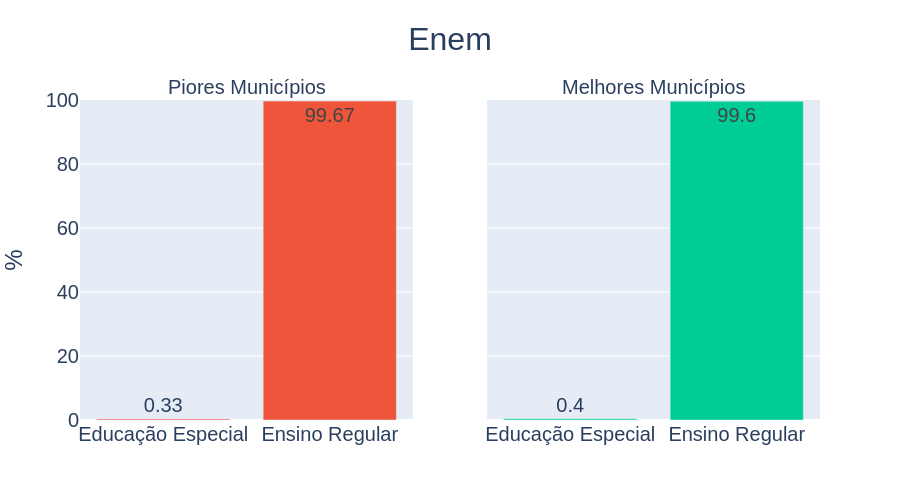 Enem
Piores Municípios
Melhores Municípios
100
80
60
40
20
0
%
99.67
0.33
99.6
0.4
Educação Especial
Ensino Regular
Educação Especial
Ensino Regular